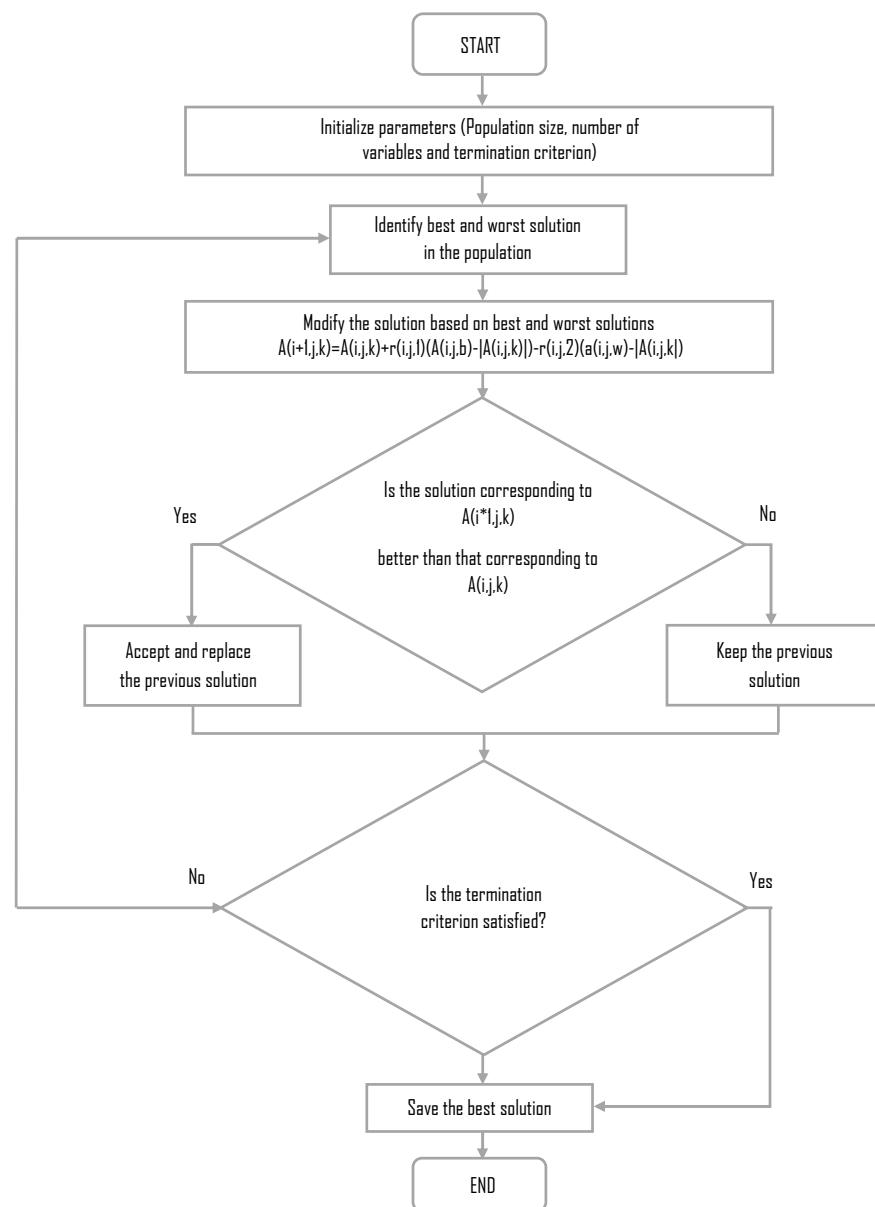 START
Initialize parameters (Population size, number of
variables and termination criterion)
Identify best and worst solution
in the population
Modify the solution based on best and worst solutions
A(i+1,j,k)=A(i,j,k)+r(i,j,1)(A(i,j,b)-|A(i,j,k)|)-r(i,j,2)(a(i,j,w)-|A(i,j,k|)
Is the solution corresponding to
A(i*1,j,k)
Yes
No
better than that corresponding to
A(i,j,k)
Accept and replace
the previous solution
Keep the previous
solution
No
Yes
Is the termination
criterion satisfied?
Save the best solution
END